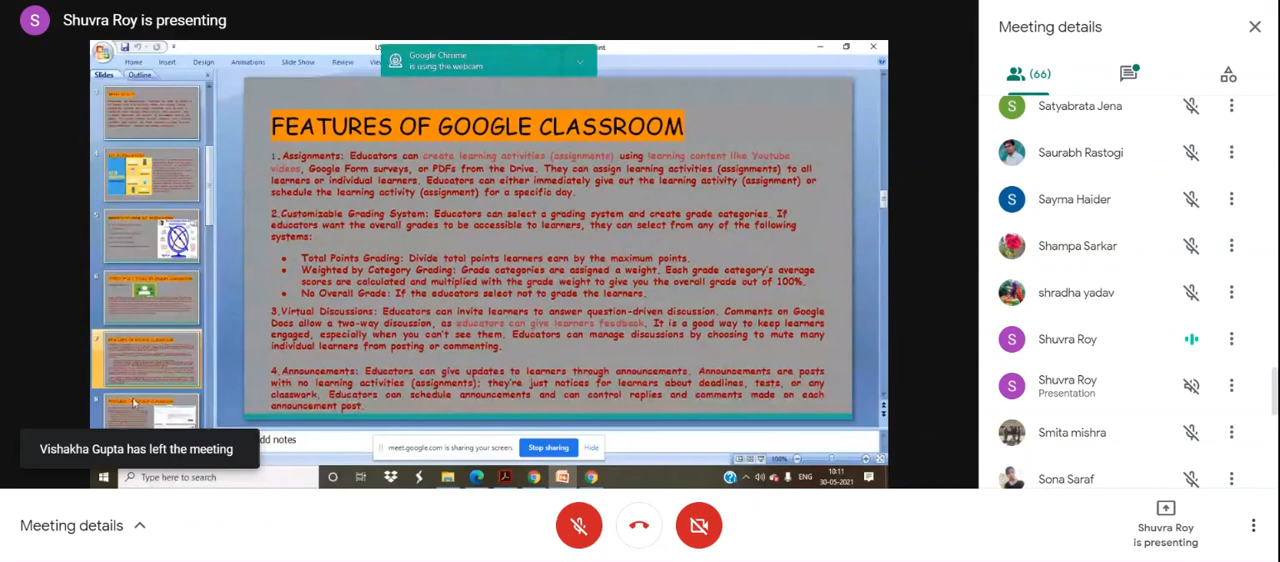 S Shuvra Roy is presenting
Home Insert Design Animations Slide Show Review
Slides Outline
Google Chrome
is using the webcam
FEATURES OF GOOGLE CLASSROOM
1. Assignments: Educators can create learning activities (assignments) using learning content like Youtube
videos, Google Form surveys, or PDFs from the Drive. They can assign learning activities (assignments) to all
learners or individual learners. Educators can either immediately give out the learning activity (assignment) or
schedule the learning activity (assignment) for a specific day.
2.Customizable Grading System: Educators can select a grading system and create grade categories. If
educators want the overall grades to be accessible to learners, they can select from any of the following
systems:
• Total Points Grading: Divide total points learners earn by the maximum points.
• Weighted by Category Grading: Grade categories are assigned a weight. Each grade category's average
scores are calculated and multiplied with the grade weight to give you the overall grade out of 100%.
• No Overall Grade: If the educators select not to grade the learners.
3.Virtual Discussions: Educators can invite learners to answer question-driven discussion. Comments on Google
Docs allow a two-way discussion, as educators can give learners feedback. It is a good way to keep learners
engaged, especially when you can't see them. Educators can manage discussions by choosing to mute many
individual learners from posting or commenting.
4.Announcements: Educators can give updates to learners through announcements. Announcements are posts
with no learning activities (assignments); they're just notices for learners about deadlines, tests, or any
classwork. Educators can schedule announcements and can control replies and comments made on each
announcement post.
dd notes
meet.google.com is sharing your screen. Stop sharing Hide
100%
Vishakha Gupta has left the meeting
Type here to search
ENG
10:11
30-05-2021
Meeting details
Meeting details
(66)
S Satyabrata Jena
Saurabh Rastogi
S Sayma Haider
Shampa Sarkar
shradha yadav
S Shuvra Roy
S Shuvra Roy
Presentation
Smita mishra
Sona Saraf
Shuvra Roy
is presenting